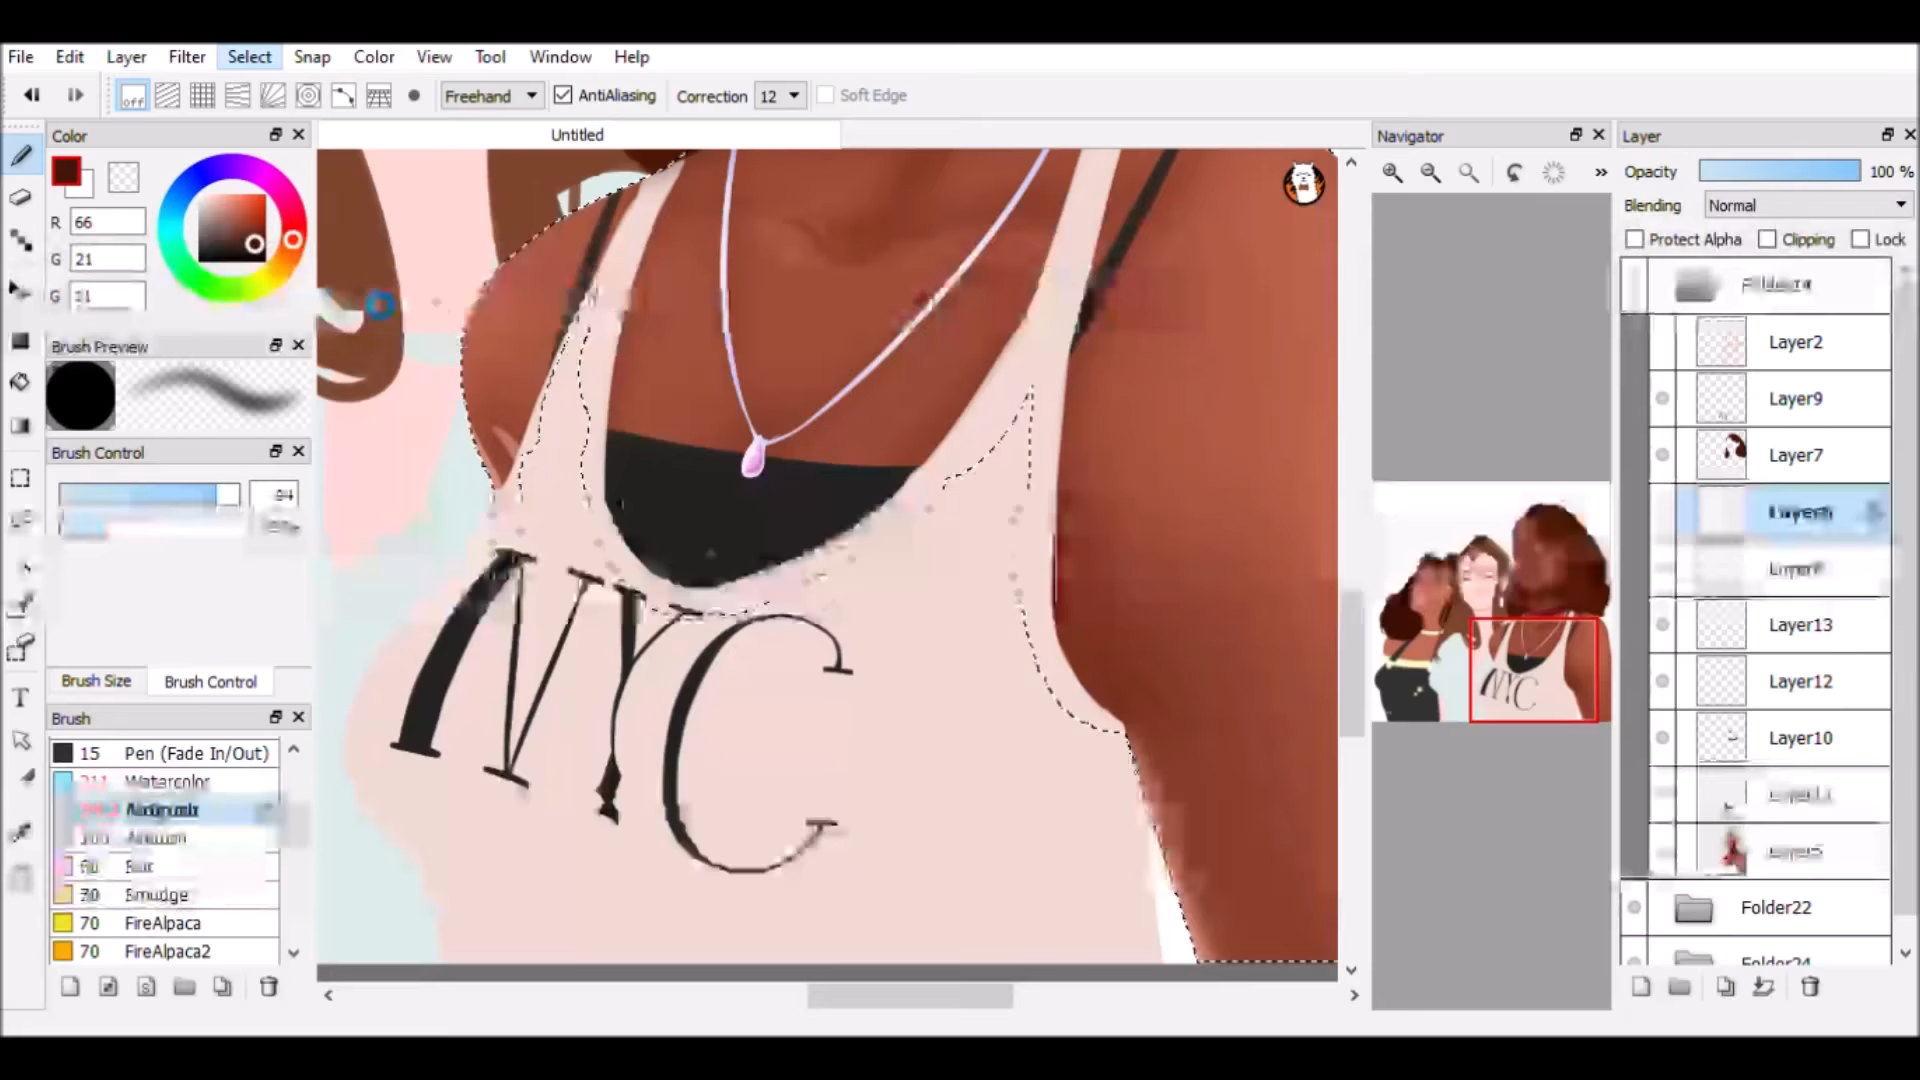 File Edit Layer Filter Select Snap Color View Tool Window Help
off Freehand AntiAliasing Correction 12 Soft Edge
Color
Untitled
Navigator
Layer
R 66
G 21
G
Opacity 100 %
Blending Normal
Protect Alpha Clipping Lock
Brush Preview
Brush Control
Brush Size Brush Control
Brush
15 Pen (Fade In/Out)
Watercolor
Smudge
70 FireAlpaca
70 FireAlpaca2
NYC
NYC
Layer2
Layer9
Layer7
Layer13
Layer12
Layer10
Folder22
Folder24
T